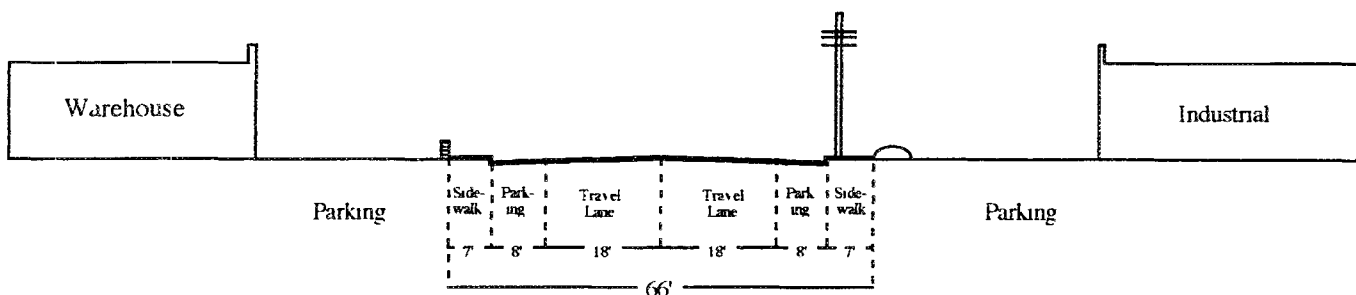 Warehouse
Industrial
Side-
walk
Park-
ing
Travel
Lane
Travel
Lane
Park
ing
Side-
walk
Parking
Parking
7'
8'
18'
18'
8'
7'
66'